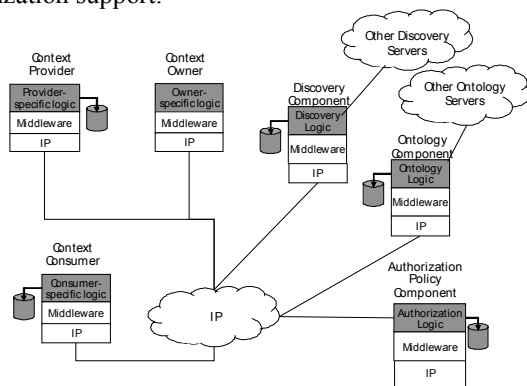 ization support.
Other Discovery
Servers
Context
Provider
Context
Owner
Discovery
Component
Other Ontology
Servers
Provider-
specific logic
Middleware
IP
Owner-
specific logic
Middleware
IP
Discovery
Logic
Middleware
IP
Ontology
Component
Ontology
Logic
Middleware
IP
Context
Consumer
Consumer-
specific logic
Middleware
IP
IP
Authorization
Policy
Component
Authorization
Logic
Middleware
IP